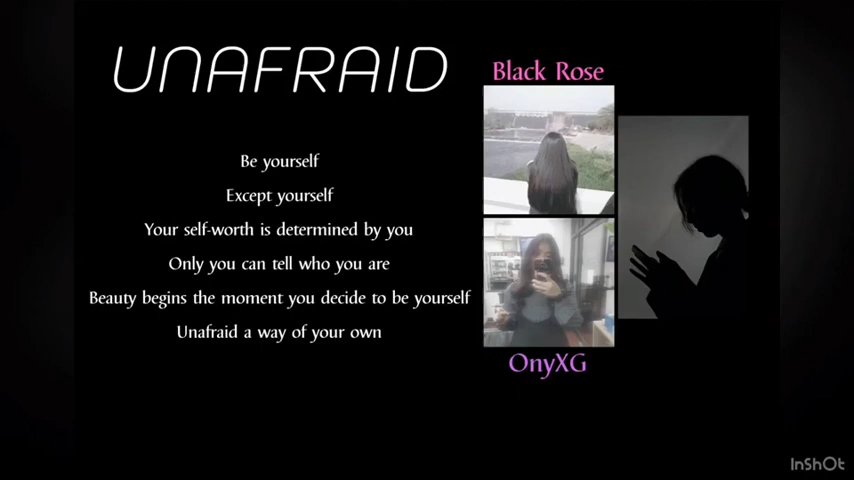 UNAFRAID
Be yourself
Except yourself
Your self-worth is determined by you
Only you can tell who you are
Beauty begins the moment you decide to be yourself
Unafraid a way of your own
Black Rose
OnyXG
InShOt